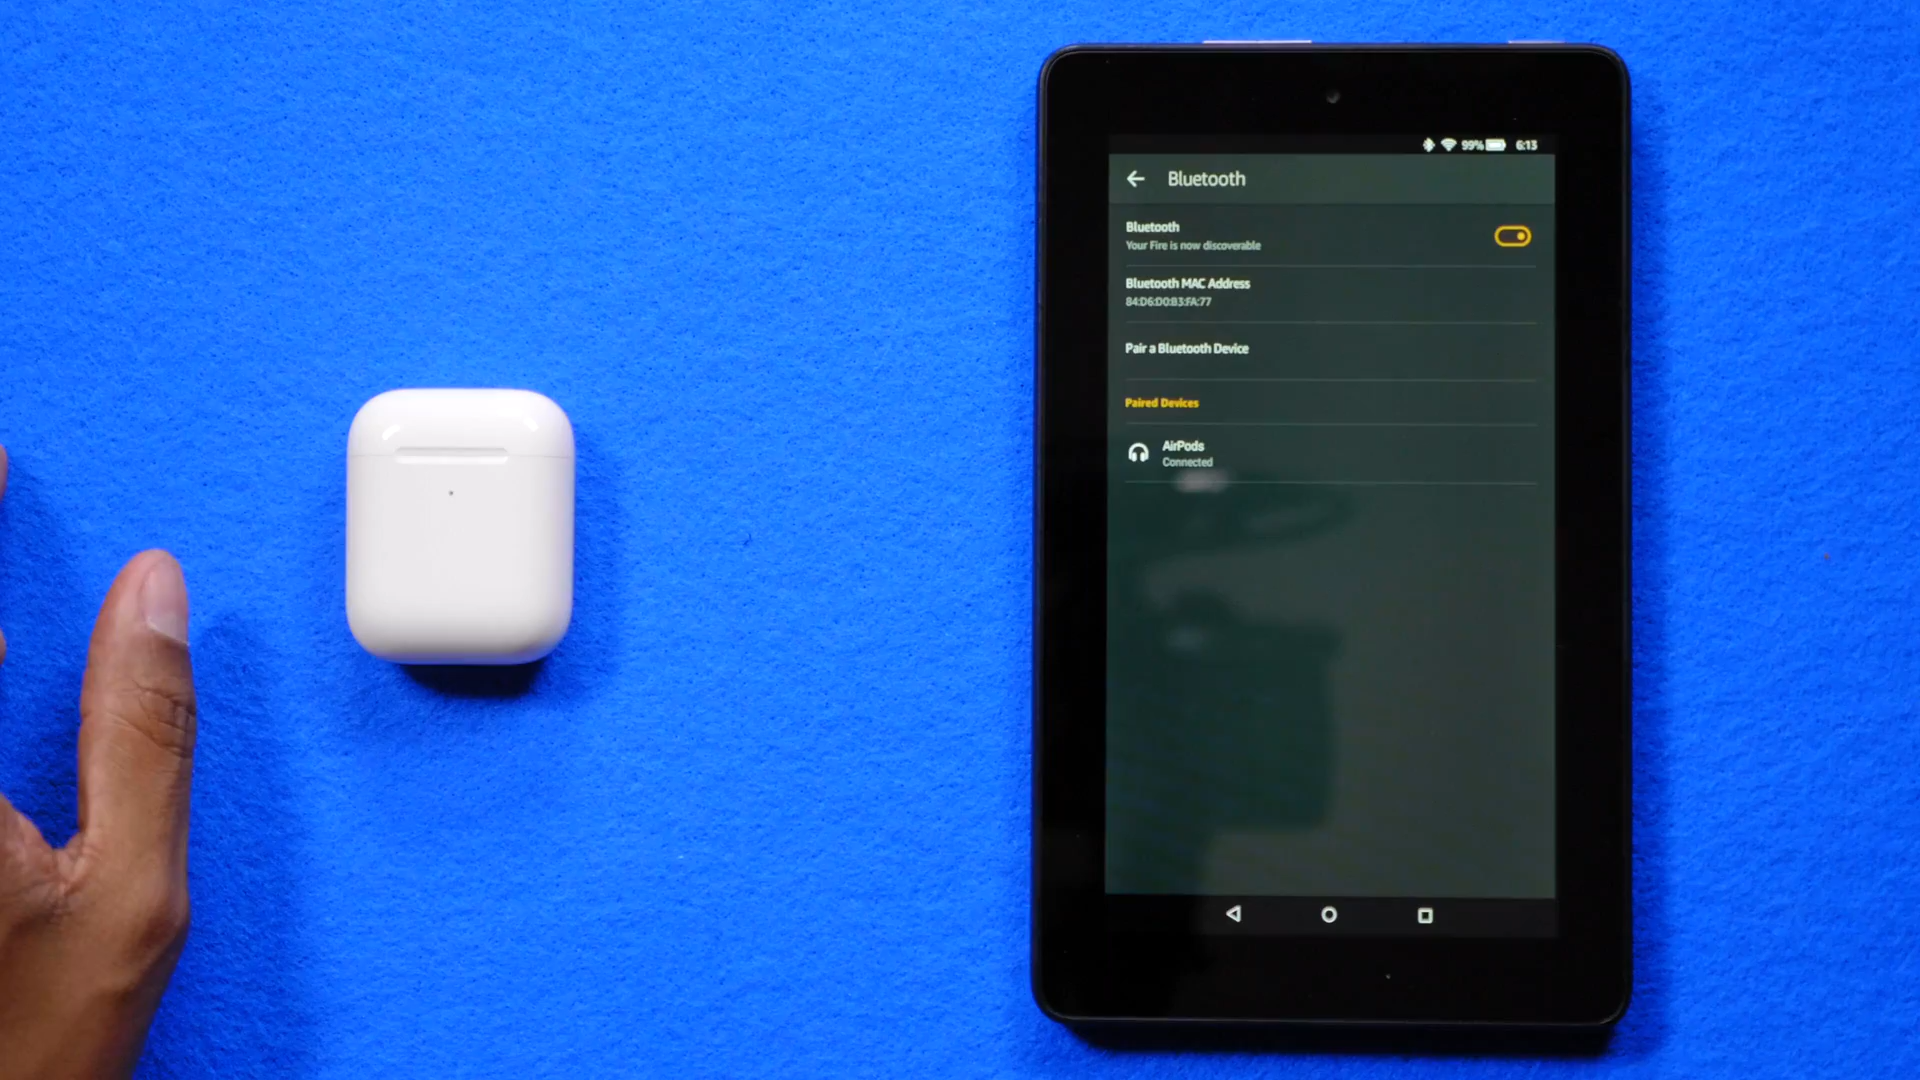 99% 6:13
Bluetooth
Bluetooth
Your Fire is now discoverable
Bluetooth MAC Address
84:D6:D0:B3:FA:77
Pair a Bluetooth Device
Paired Devices
AirPods
Connected